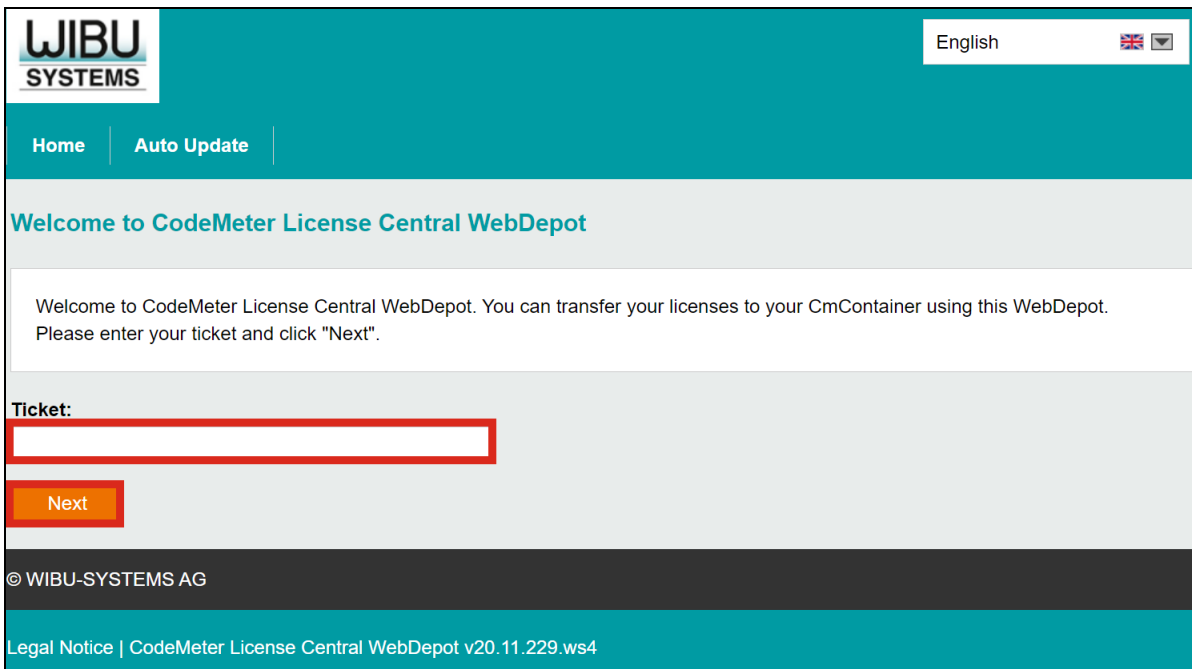 WIBU
SYSTEMS
English
Home
Auto Update
Welcome to CodeMeter License Central WebDepot
Welcome to CodeMeter License Central WebDepot. You can transfer your licenses to your CmContainer using this WebDepot.
Please enter your ticket and click "Next".
Ticket:
Next
© WIBU-SYSTEMS AG
Legal Notice | CodeMeter License Central WebDepot v20.11.229.ws4